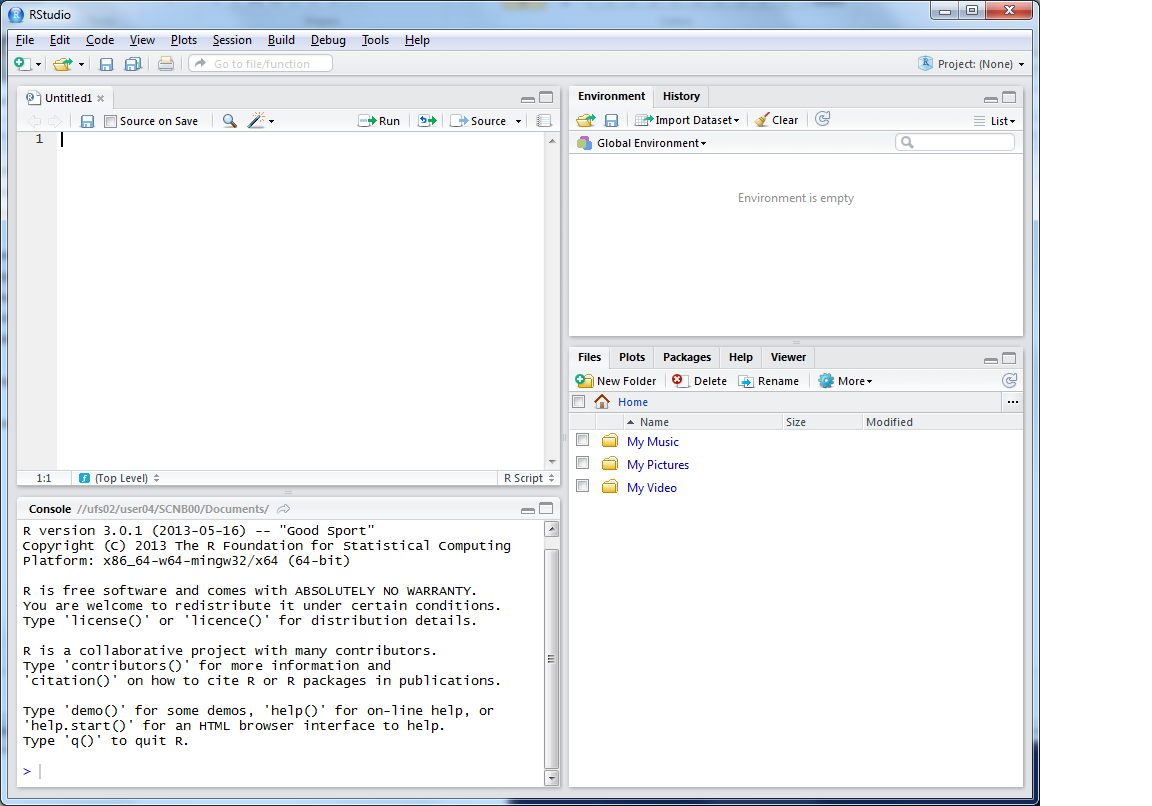 RStudio
File Edit Code View Plots Session Build Debug Tools Help
Go to file/function
Project: (None)
Untitled1
Source on Save
Run
Source
1
1:1
(Top Level)
R Script
Console //ufs02/user04/SCNB00/Documents/
R version 3.0.1 (2013-05-16) -- "Good Sport"
Copyright (C) 2013 The R Foundation for Statistical Computing
Platform: x86_64-w64-mingw32/x64 (64-bit)
R is free software and comes with ABSOLUTELY NO WARRANTY.
You are welcome to redistribute it under certain conditions.
Type 'license()' or 'licence()' for distribution details.
R is a collaborative project with many contributors.
Type 'contributors()' for more information and
'citation()' on how to cite R or R packages in publications.
Type 'demo()' for some demos, 'help()' for on-line help, or
'help.start()' for an HTML browser interface to help.
Type 'q()' to quit R.
>
Environment History
Import Dataset Clear List
Global Environment
Environment is empty
Files Plots Packages Help Viewer
New Folder Delete Rename More
Home ...
Name Size Modified
My Music
My Pictures
My Video